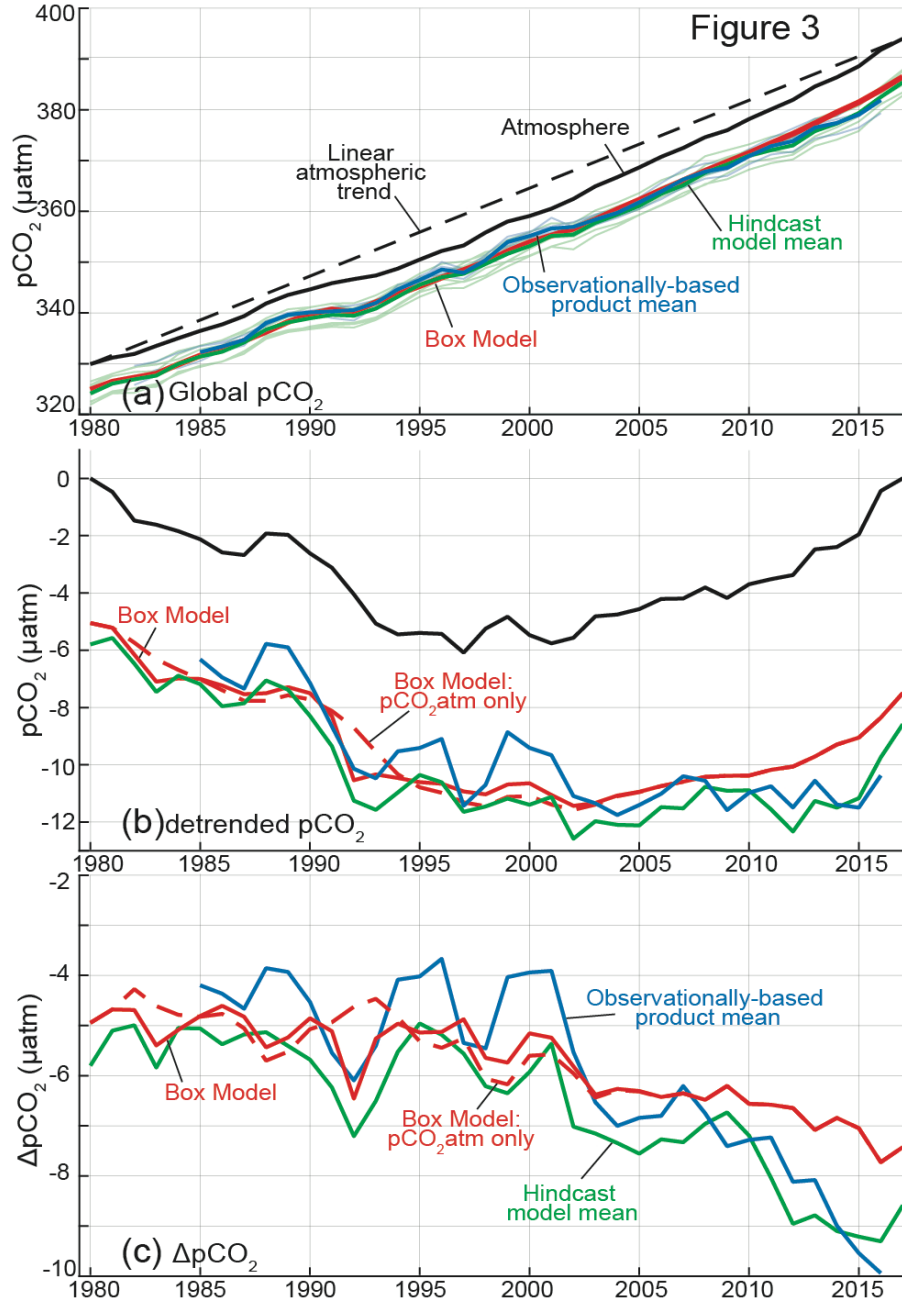 Figure 3
400
380
360
340
320
pCO₂ (µatm)
Atmosphere
Linear
atmospheric
trend
Hindcast
model mean
Observationally-based
product mean
Box Model
(a) Global pCO₂
1980 1985 1990 1995 2000 2005 2010 2015
0
-2
-4
-6
-8
-10
-12
pCO₂ (µatm)
Box Model
Box Model:
pCO₂atm only
(b) detrended pCO₂
1980 1985 1990 1995 2000 2005 2010 2015
-2
-4
-6
-8
-10
ΔpCO₂ (µatm)
Observationally-based
product mean
Box Model
Box Model:
pCO₂atm only
Hindcast
model mean
(c) ΔpCO₂
1980 1985 1990 1995 2000 2005 2010 2015